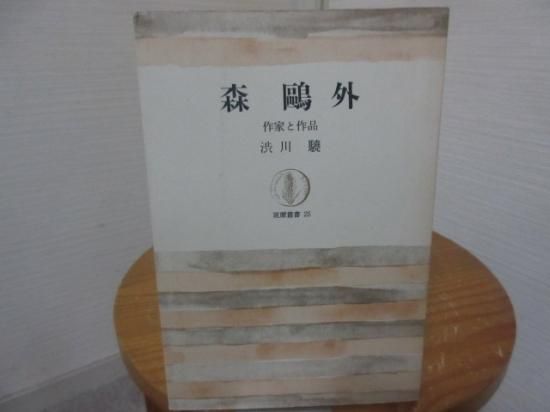 森 鷗 外
作家と作品
渋川 驍
筑摩叢書 25